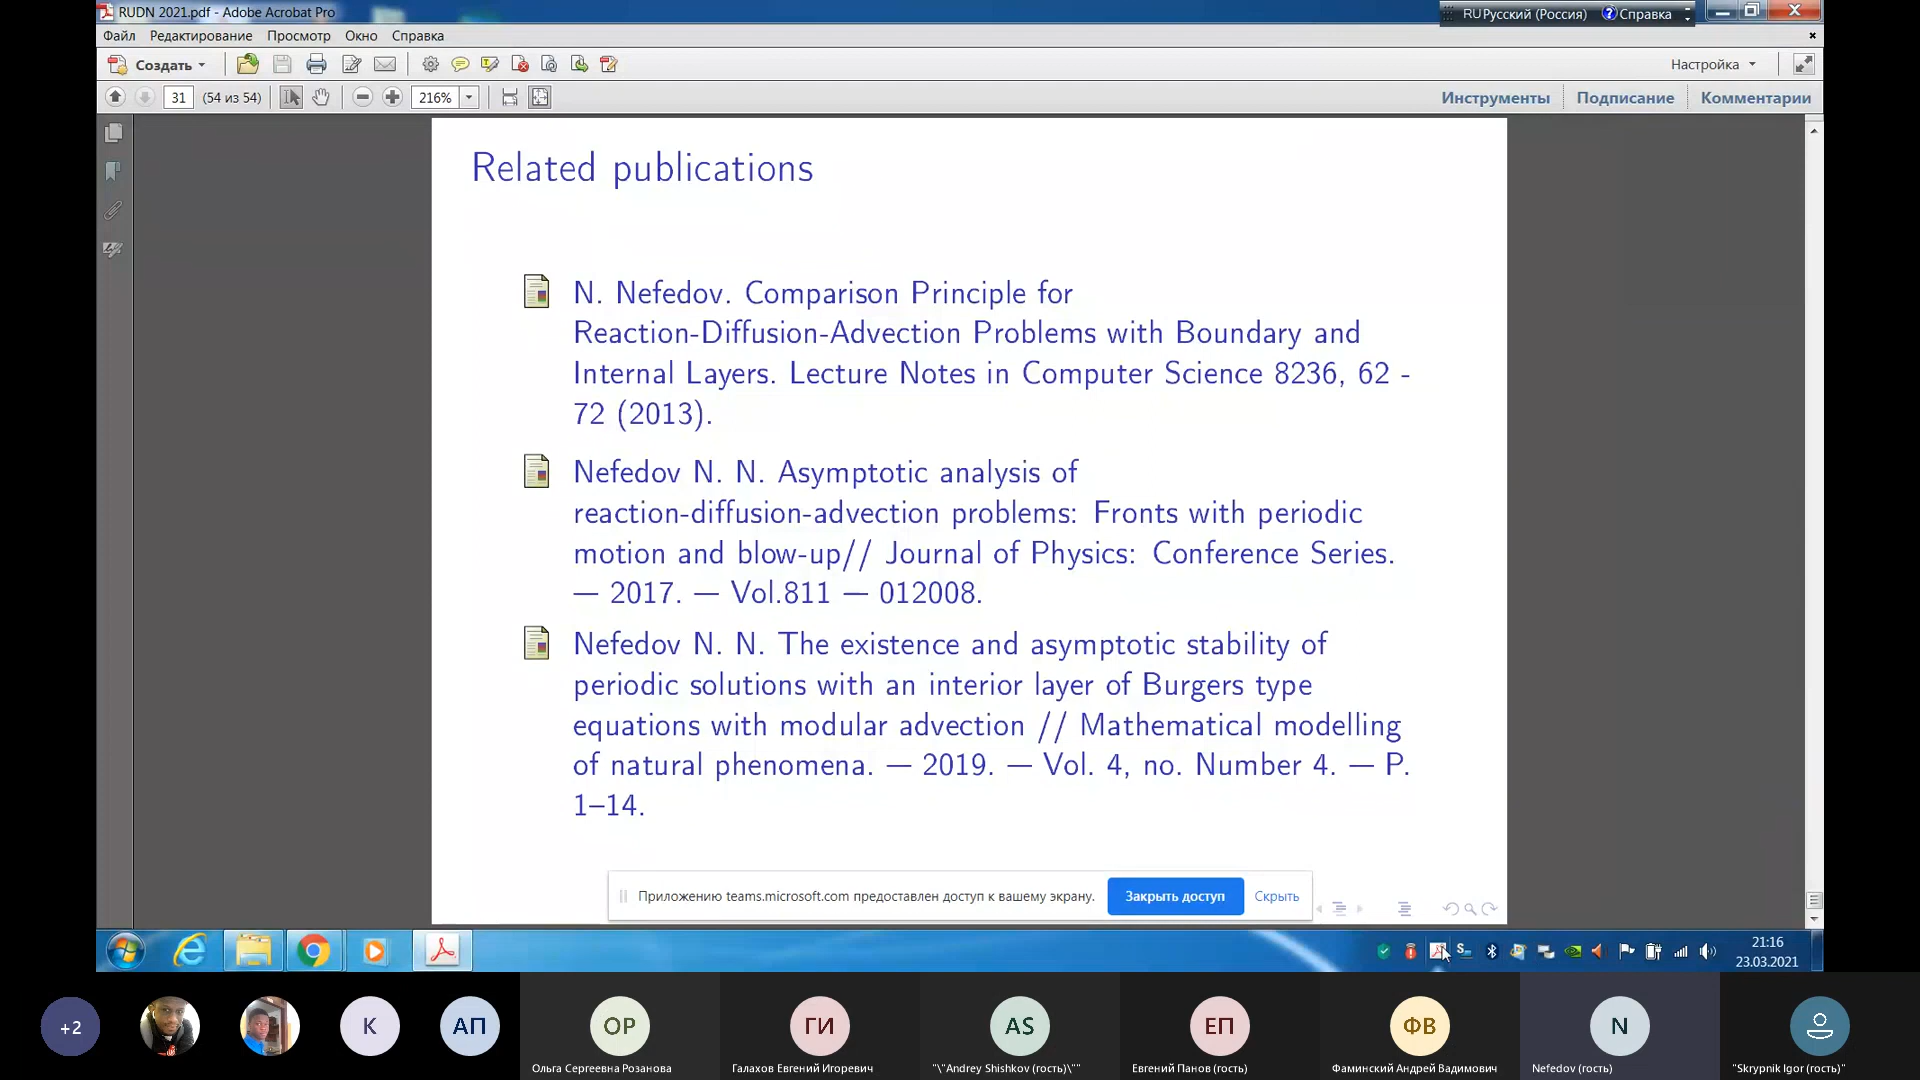 RUDN 2021.pdf - Adobe Acrobat Pro
RU Русский (Россия) Справка
Файл Редактирование Просмотр Окно Справка
Создать
Настройка
31 (54 из 54) 216%
Инструменты Подписание Комментарии
Related publications
N. Nefedov. Comparison Principle for
Reaction-Diffusion-Advection Problems with Boundary and
Internal Layers. Lecture Notes in Computer Science 8236, 62 -
72 (2013).
Nefedov N. N. Asymptotic analysis of
reaction-diffusion-advection problems: Fronts with periodic
motion and blow-up// Journal of Physics: Conference Series.
— 2017. — Vol.811 — 012008.
Nefedov N. N. The existence and asymptotic stability of
periodic solutions with an interior layer of Burgers type
equations with modular advection // Mathematical modelling
of natural phenomena. — 2019. — Vol. 4, no. Number 4. — P.
1–14.
Приложению teams.microsoft.com предоставлен доступ к вашему экрану. Закрыть доступ Скрыть
21:16
23.03.2021
+2 К АП ОР ГИ AS ЕП ФВ N
Ольга Сергеевна Розанова Галахов Евгений Игоревич "\"Andrey Shishkov (гость)\"" Евгений Панов (гость) Фаминский Андрей Вадимович Nefedov (гость) "Skrypnik Igor (гость)"